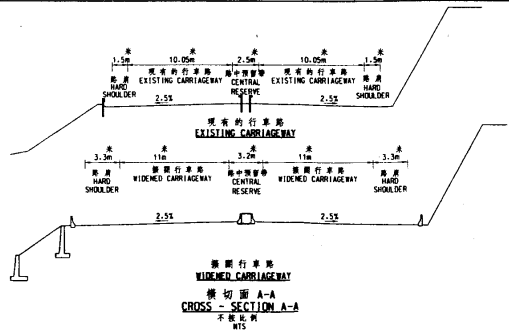 米 米 米 米 米
1.5m 10.05m 2.5m 10.05m 1.5m
路肩 現有的行車路 路中預留帶 現有的行車路 路肩
HARD SHOULDER EXISTING CARRIAGEWAY CENTRAL RESERVE EXISTING CARRIAGEWAY HARD SHOULDER
2.5% 2.5%
現有的行車路
EXISTING CARRIAGEWAY
米 米 米 米 米
3.3m 11m 3.2m 11m 3.3m
路肩 擴闊行車路 路中預留帶 擴闊行車路 路肩
HARD SHOULDER WIDENED CARRIAGEWAY CENTRAL RESERVE WIDENED CARRIAGEWAY HARD SHOULDER
2.5% 2.5%
擴闊行車路
WIDENED CARRIAGEWAY
橫切面 A-A
CROSS - SECTION A-A
不按比例
NTS